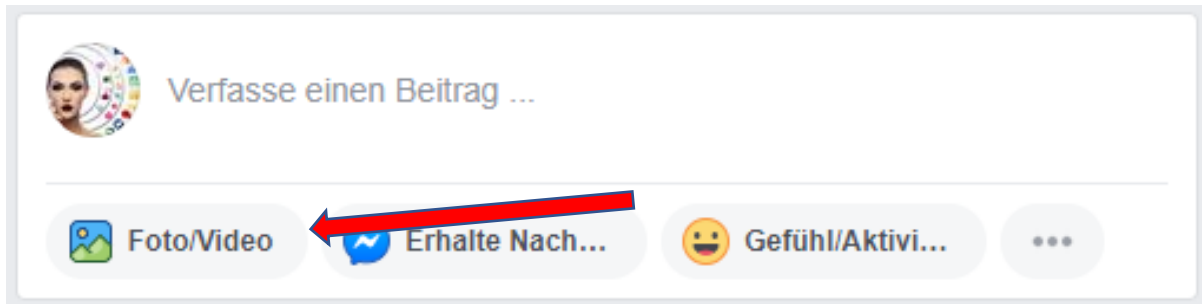 Verfasse einen Beitrag ...
Foto/Video Erhalte Nach... Gefühl/Aktivi...